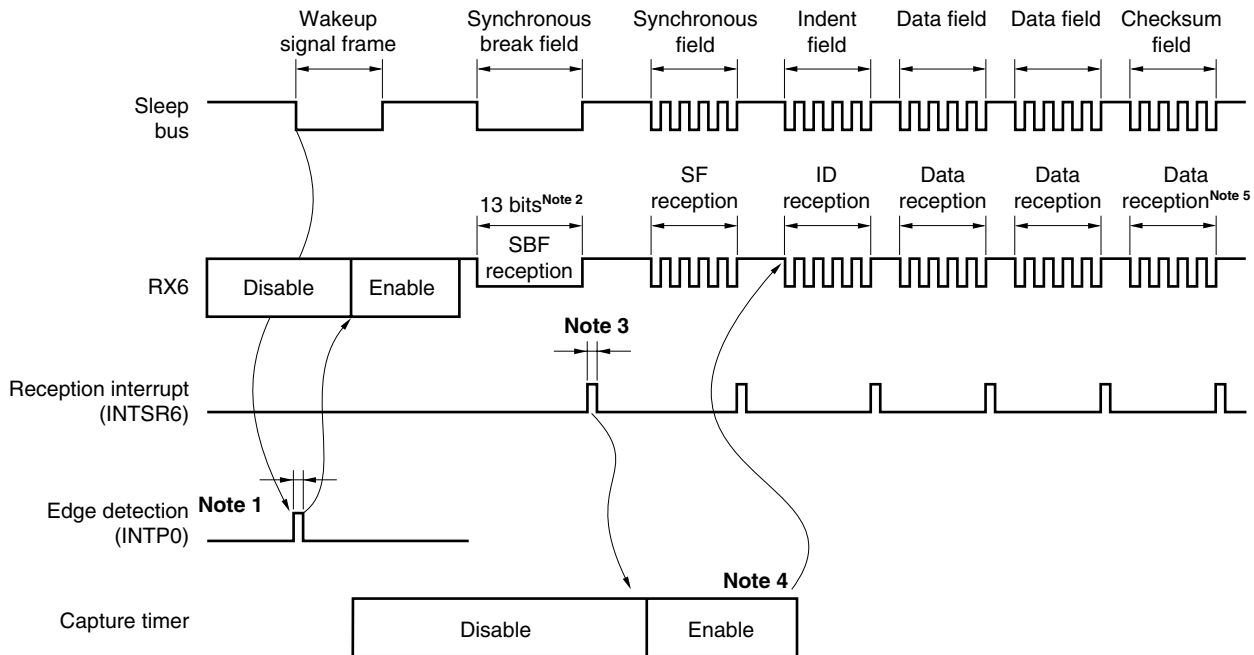 Wakeup
signal frame
Synchronous
break field
Synchronous
field
Indent
field
Data field
Data field
Checksum
field
Sleep
bus
13 bitsNote 2
SF
reception
ID
reception
Data
reception
Data
reception
Data
receptionNote 5
SBF
reception
RX6
Disable
Enable
Note 3
Reception interrupt
(INTSR6)
Note 1
Edge detection
(INTP0)
Note 4
Capture timer
Disable
Enable